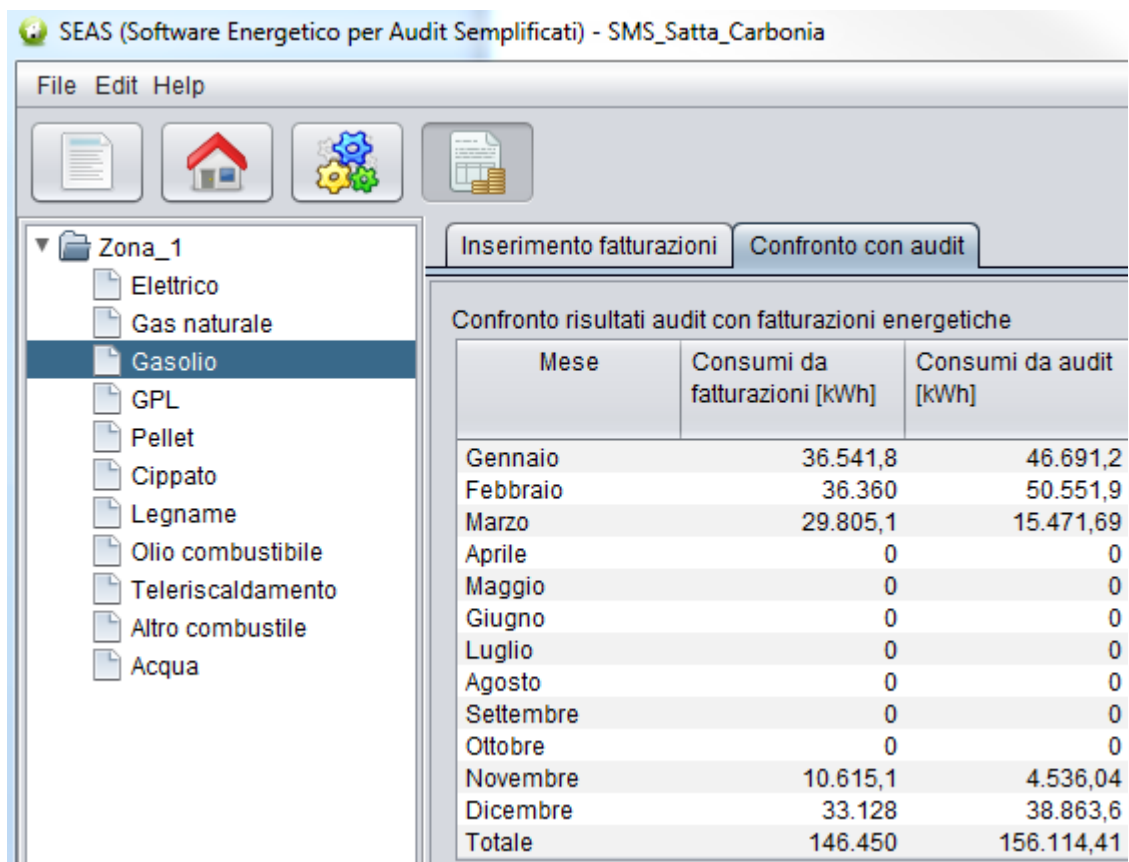 SEAS (Software Energetico per Audit Semplificati) - SMS_Satta_Carbonia
File Edit Help
Zona_1
Elettrico
Gas naturale
Gasolio
GPL
Pellet
Cippato
Legname
Olio combustibile
Teleriscaldamento
Altro combustile
Acqua
Inserimento fatturazioni Confronto con audit
Confronto risultati audit con fatturazioni energetiche
Mese Consumi da fatturazioni [kWh] Consumi da audit [kWh]
Gennaio 36.541,8 46.691,2
Febbraio 36.360 50.551,9
Marzo 29.805,1 15.471,69
Aprile 0 0
Maggio 0 0
Giugno 0 0
Luglio 0 0
Agosto 0 0
Settembre 0 0
Ottobre 0 0
Novembre 10.615,1 4.536,04
Dicembre 33.128 38.863,6
Totale 146.450 156.114,41